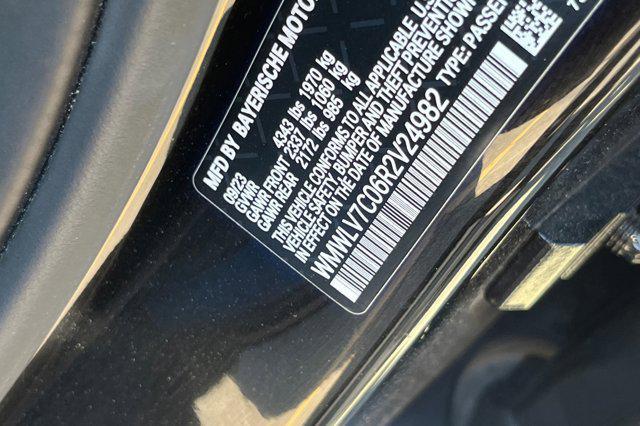 MFD BY BAYERISCHE MOTO
09/23
GVWR 4343 lbs 1970 kg
GAWR FRONT 2337 lbs 1060 kg
GAWR REAR 2172 lbs 985 kg
THIS VEHICLE CONFORMS TO ALL APPLICABLE U.S
VEHICLE SAFETY, BUMPER AND THEFT PREVENTI
IN EFFECT ON THE DATE OF MANUFACTURE SHOWN
WMWLV7C06R2V24982 TYPE: PASSE